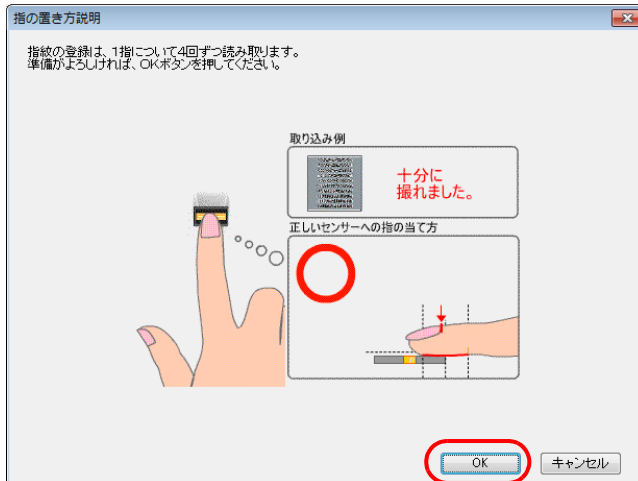 指の置き方説明
指紋の登録は、1指について4回ずつ読み取ります。
準備がよろしければ、OKボタンを押してください。
取り込み例
十分に
撮れました。
正しいセンサーへの指の当て方
OK
キャンセル